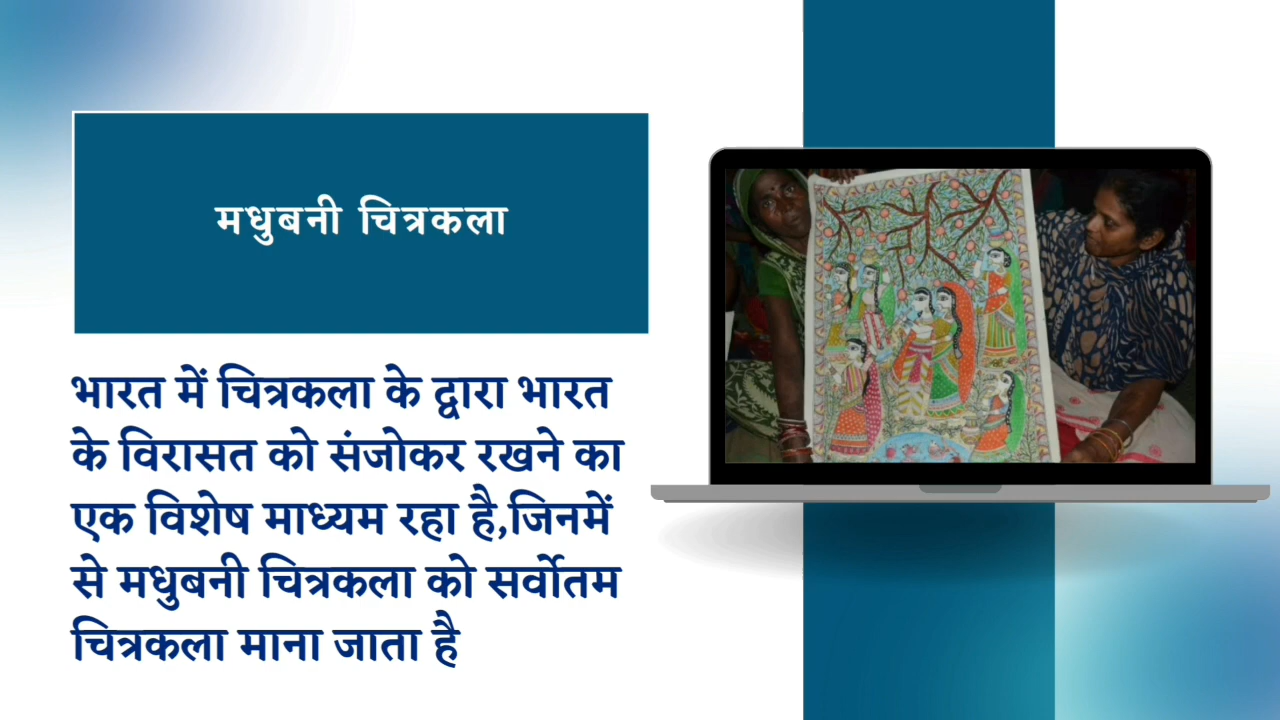 मधुबनी चित्रकला
भारत में चित्रकला के द्वारा भारत
के विरासत को संजोकर रखने का
एक विशेष माध्यम रहा है,जिनमें
से मधुबनी चित्रकला को सर्वोतम
चित्रकला माना जाता है